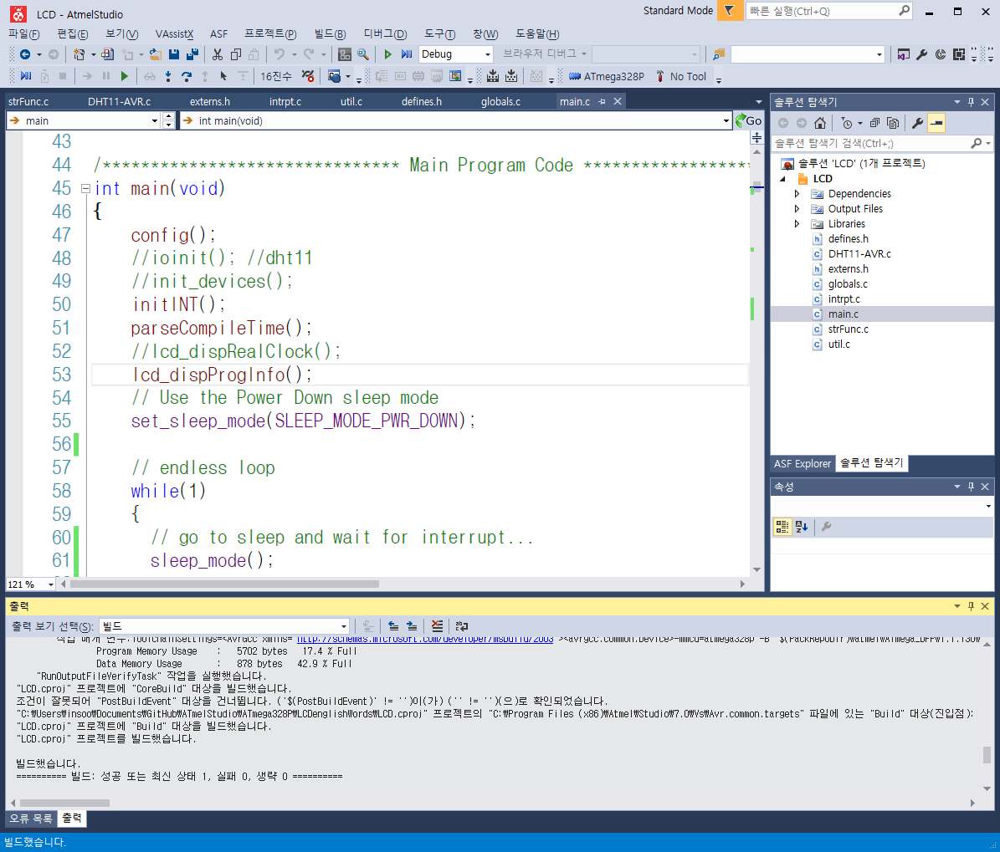 LCD - AtmelStudio
Standard Mode
빠른 실행(Ctrl+Q)
파일(F) 편집(E) 보기(V) VAssistX ASF 프로젝트(P) 빌드(B) 디버그(D) 도구(T) 창(W) 도움말(H)
Debug 브라우저 디버그
16진수 ATmega328P No Tool
strFunc.c DHT11-AVR.c externs.h intrpt.c util.c defines.h globals.c main.c
main int main(void) Go
43
44 /******************************* Main Program Code ******************
45 int main(void)
46 {
47 config();
48 //ioinit(); //dht11
49 //init_devices();
50 initINT();
51 parseCompileTime();
52 //lcd_dispRealClock();
53 lcd_dispProgInfo();
54 // Use the Power Down sleep mode
55 set_sleep_mode(SLEEP_MODE_PWR_DOWN);
56
57 // endless loop
58 while(1)
59 {
60 // go to sleep and wait for interrupt...
61 sleep_mode();
121 %
솔루션 탐색기
솔루션 탐색기 검색(Ctrl+;)
솔루션 'LCD' (1개 프로젝트)
LCD
Dependencies
Output Files
Libraries
defines.h
DHT11-AVR.c
externs.h
globals.c
intrpt.c
main.c
strFunc.c
util.c
ASF Explorer 솔루션 탐색기
속성
출력
출력 보기 선택(S): 빌드
작업 매개 변수:ToolchainSettings=<AvrGcc xmlns="http://schemas.microsoft.com/developer/msbuild/2003"><avrgcc.common.Device>-mmcu=atmega328p -B
Program Memory Usage : 5702 bytes 17.4 % Full
Data Memory Usage : 878 bytes 42.9 % Full
"RunOutputFileVerifyTask" 작업을 실행했습니다.
"LCD.cproj" 프로젝트에 "CoreBuild" 대상을 빌드했습니다.
조건이 잘못되어 "PostBuildEvent" 대상을 건너뜁니다. ('$(PostBuildEvent)' != '')이(가) ('' != '')(으)로 확인되었습니다.
"C:₩Users₩insoo₩Documents₩GitHub₩ATmelStudio₩ATmega328P₩LCDenglishWords₩LCD.cproj" 프로젝트의 "C:₩Program Files (x86)₩Atmel₩Studio₩7.0₩Vs₩Avr.common.targets" 파일에 있는 "Build" 대상(진입점):
"LCD.cproj" 프로젝트에 "Build" 대상을 빌드했습니다.
"LCD.cproj" 프로젝트를 빌드했습니다.
빌드했습니다.
========== 빌드: 성공 또는 최신 상태 1, 실패 0, 생략 0 ==========
오류 목록 출력
빌드했습니다.